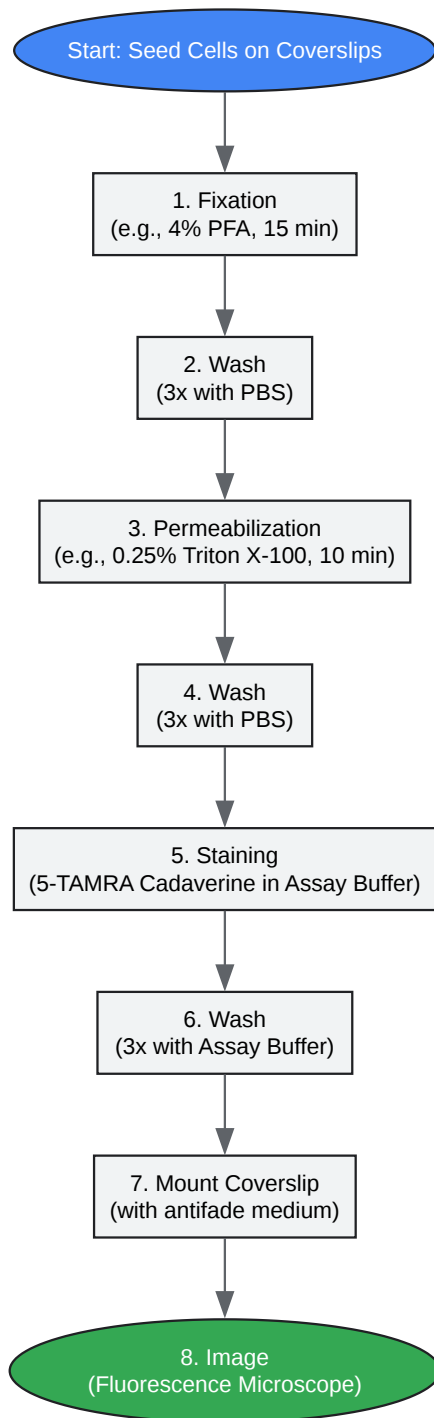 Start: Seed Cells on Coverslips
1. Fixation
(e.g., 4% PFA, 15 min)
2. Wash
(3x with PBS)
3. Permeabilization
(e.g., 0.25% Triton X-100, 10 min)
4. Wash
(3x with PBS)
5. Staining
(5-TAMRA Cadaverine in Assay Buffer)
6. Wash
(3x with Assay Buffer)
7. Mount Coverslip
(with antifade medium)
8. Image
(Fluorescence Microscope)